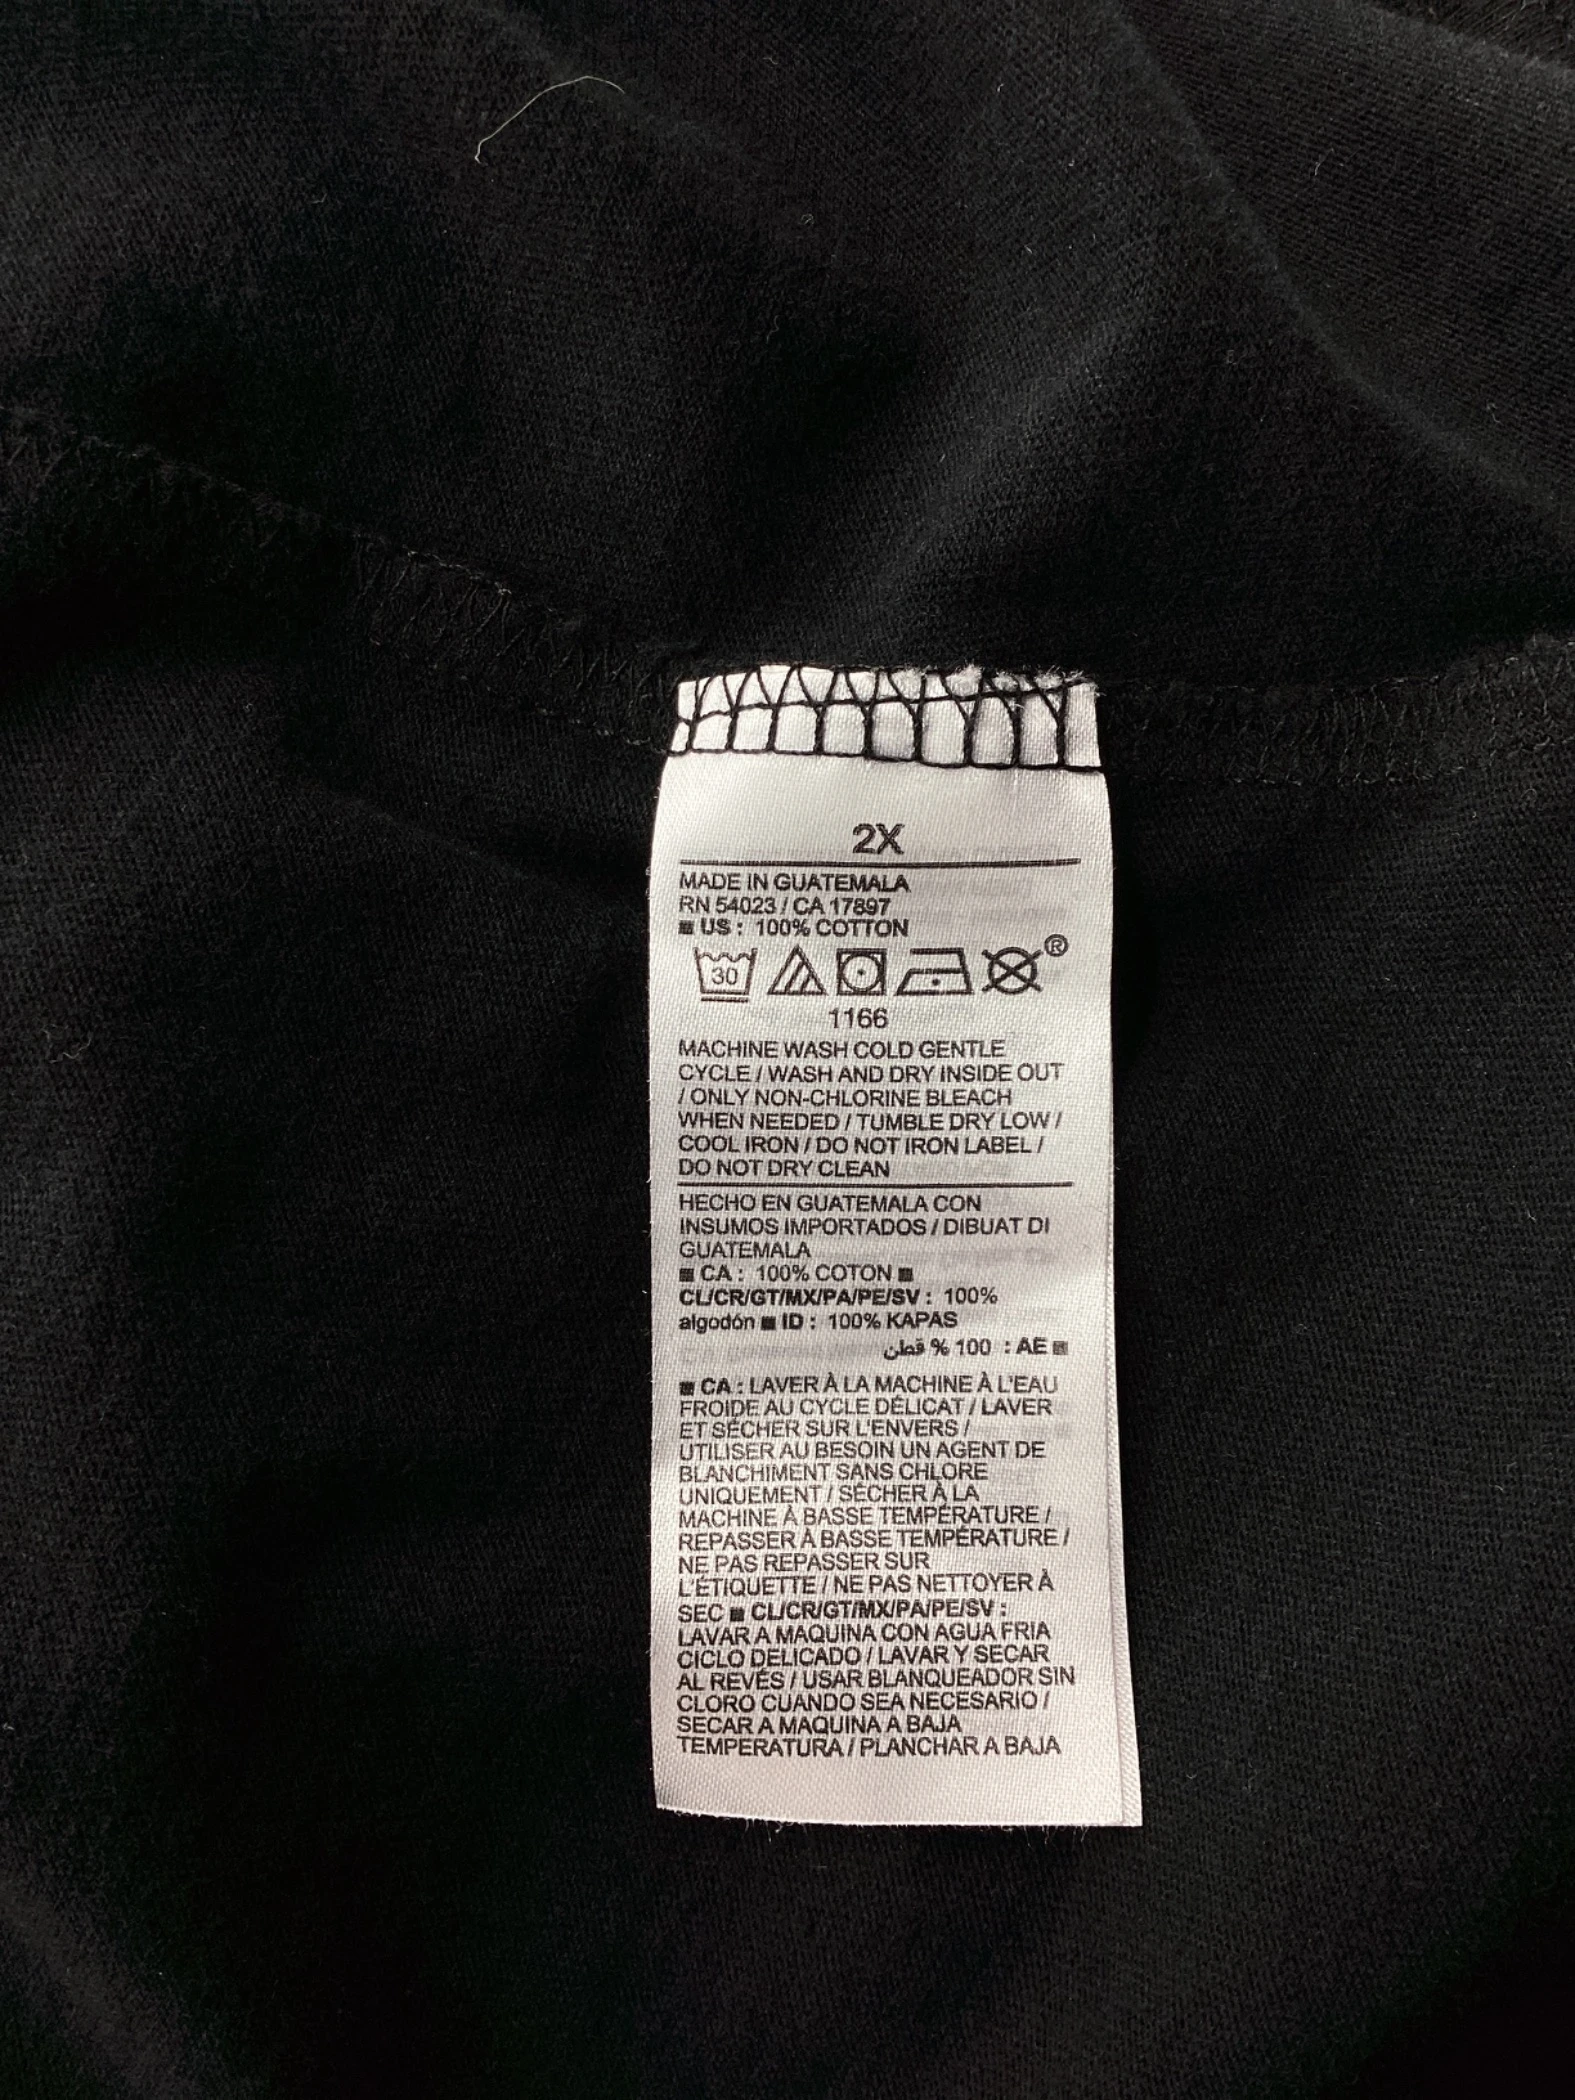 2X
MADE IN GUATEMALA
RN 54023 / CA 17897
■ US : 100% COTTON
30 ®
1166
MACHINE WASH COLD GENTLE
CYCLE / WASH AND DRY INSIDE OUT
/ ONLY NON-CHLORINE BLEACH
WHEN NEEDED / TUMBLE DRY LOW /
COOL IRON / DO NOT IRON LABEL /
DO NOT DRY CLEAN
HECHO EN GUATEMALA CON
INSUMOS IMPORTADOS / DIBUAT DI
GUATEMALA
■ CA : 100% COTON ■
CL/CR/GT/MX/PA/PE/SV : 100%
algodón ■ ID : 100% KAPAS
■ AE : 100 % قطن
■ CA : LAVER À LA MACHINE À L'EAU
FROIDE AU CYCLE DÉLICAT / LAVER
ET SÉCHER SUR L'ENVERS /
UTILISER AU BESOIN UN AGENT DE
BLANCHIMENT SANS CHLORE
UNIQUEMENT / SÉCHER À LA
MACHINE À BASSE TEMPÉRATURE /
REPASSER À BASSE TEMPÉRATURE /
NE PAS REPASSER SUR
L'ÉTIQUETTE / NE PAS NETTOYER À
SEC ■ CL/CR/GT/MX/PA/PE/SV :
LAVAR A MAQUINA CON AGUA FRIA
CICLO DELICADO / LAVAR Y SECAR
AL REVÉS / USAR BLANQUEADOR SIN
CLORO CUANDO SEA NECESARIO /
SECAR A MAQUINA A BAJA
TEMPERATURA / PLANCHAR A BAJA